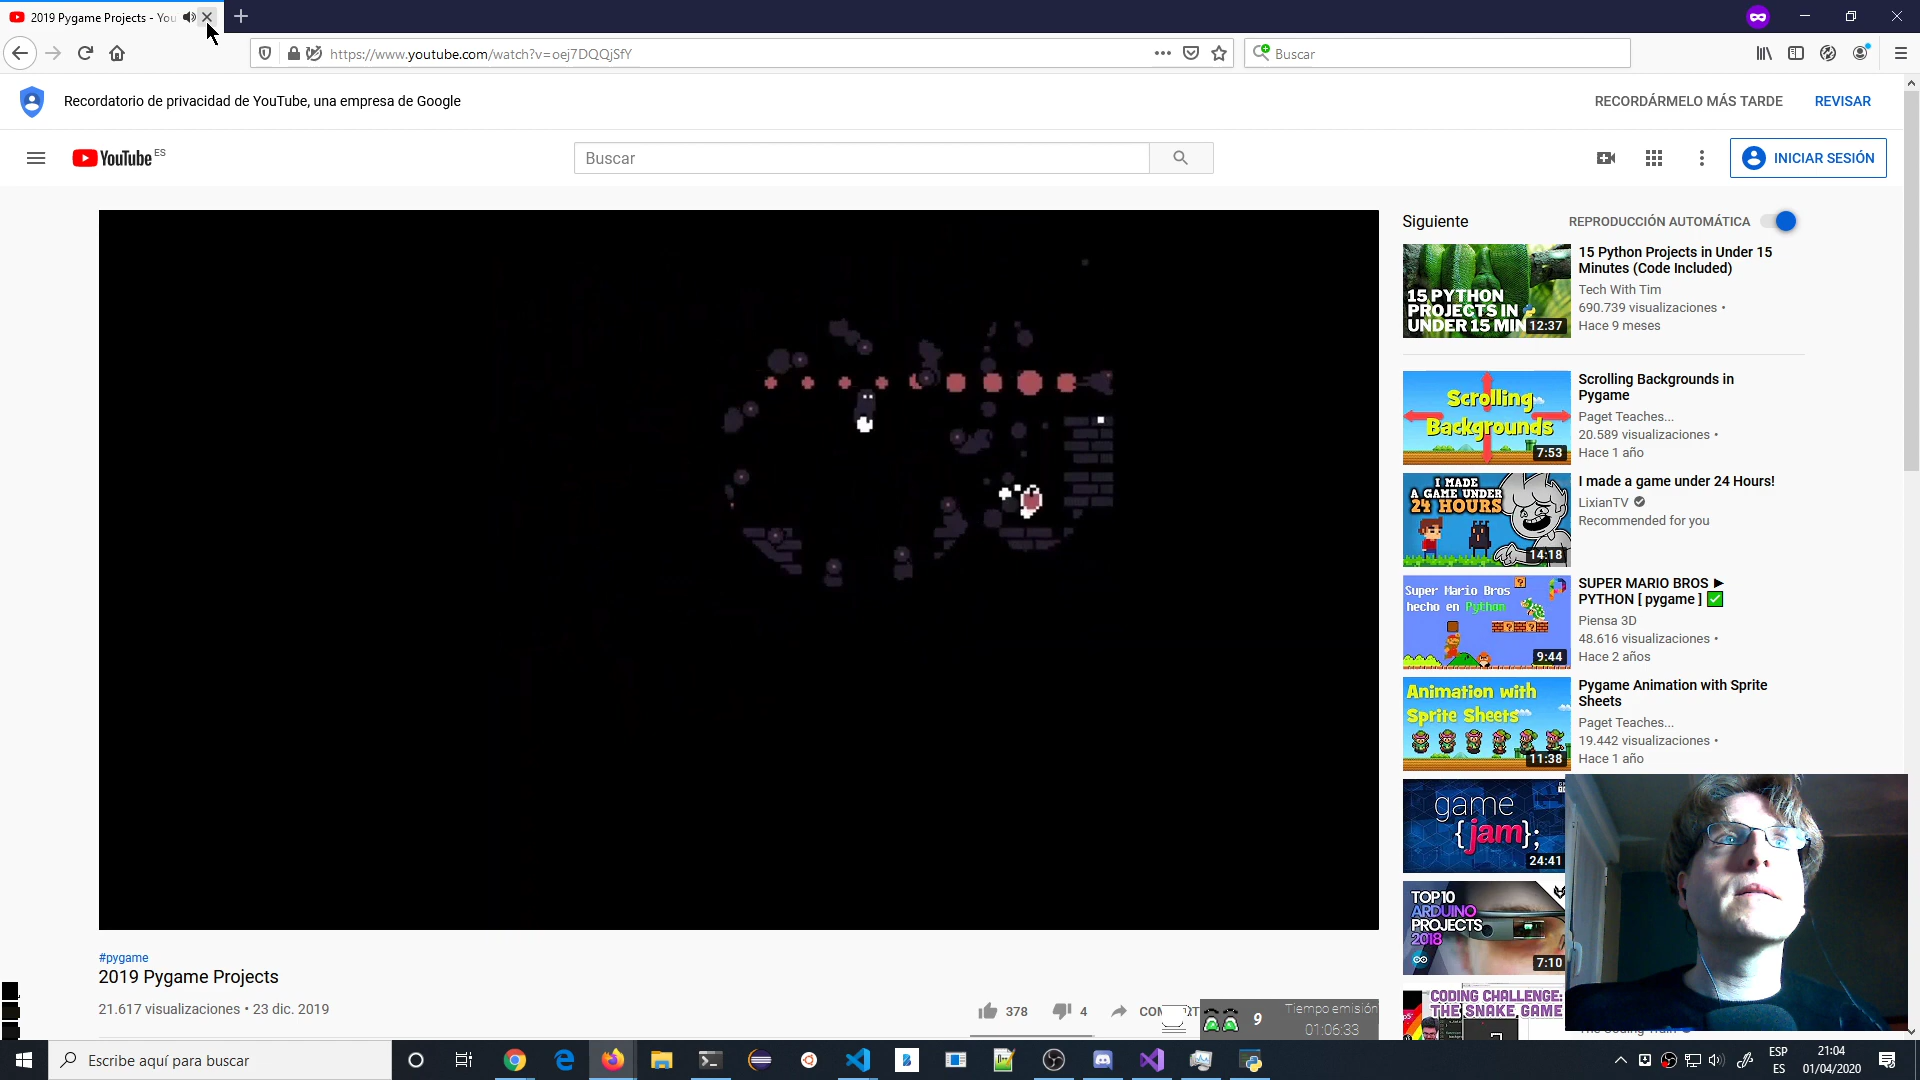 2019 Pygame Projects - You
https://www.youtube.com/watch?v=oej7DQQjSfY
Buscar
Recordatorio de privacidad de YouTube, una empresa de Google
RECORDÁRMELO MÁS TARDE
REVISAR
YouTube ES
Buscar
INICIAR SESIÓN
Siguiente
REPRODUCCIÓN AUTOMÁTICA
15 PYTHON
PROJECTS IN
UNDER 15 MIN
12:37
15 Python Projects in Under 15
Minutes (Code Included)
Tech With Tim
690.739 visualizaciones •
Hace 9 meses
Scrolling
Backgrounds
7:53
Scrolling Backgrounds in
Pygame
Paget Teaches...
20.589 visualizaciones •
Hace 1 año
I MADE
A GAME UNDER
24 HOURS
14:18
I made a game under 24 Hours!
LixianTV
Recommended for you
Super Mario Bros
hecho en Python
9:44
SUPER MARIO BROS ▶
PYTHON [ pygame ] ✅
Piensa 3D
48.616 visualizaciones •
Hace 2 años
Animation with
Sprite Sheets
11:38
Pygame Animation with Sprite
Sheets
Paget Teaches...
19.442 visualizaciones •
Hace 1 año
game
{jam};
24:41
TOP10
ARDUINO
PROJECTS
2018
7:10
CODING CHALLENGE:
THE SNAKE GAME
#pygame
2019 Pygame Projects
21.617 visualizaciones • 23 dic. 2019
378
4
9
Tiempo emisión
01:06:33
Escribe aquí para buscar
ESP
ES
21:04
01/04/2020